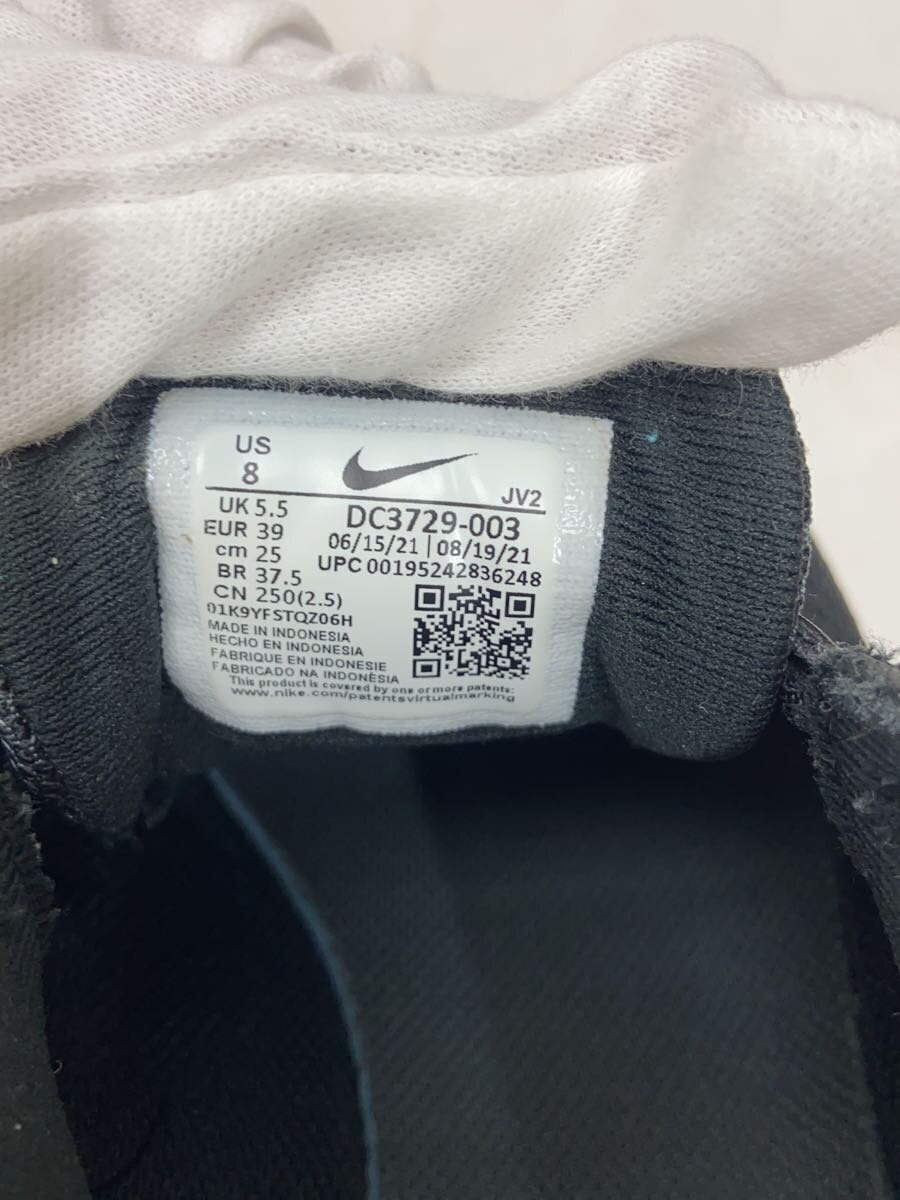 US
8
JV2
UK 5.5
EUR 39
cm 25
BR 37.5
CN 250(2.5)
DC3729-003
06/15/21 | 08/19/21
UPC 00195242836248
01K9YFSTQZ06H
MADE IN INDONESIA
HECHO EN INDONESIA
FABRIQUE EN INDONESIE
FABRICADO NA INDONÈSIA
This product is covered by one or more patents:
www.nike.com/patentsvirtualmarking